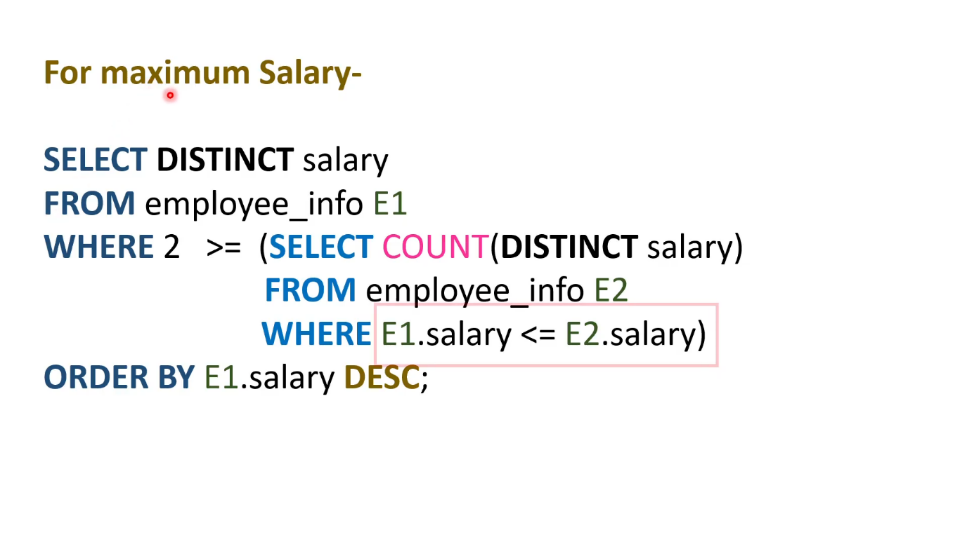 For maximum Salary-
SELECT DISTINCT salary
FROM employee_info E1
WHERE 2 >= (SELECT COUNT(DISTINCT salary)
FROM employee_info E2
WHERE E1.salary <= E2.salary)
ORDER BY E1.salary DESC;